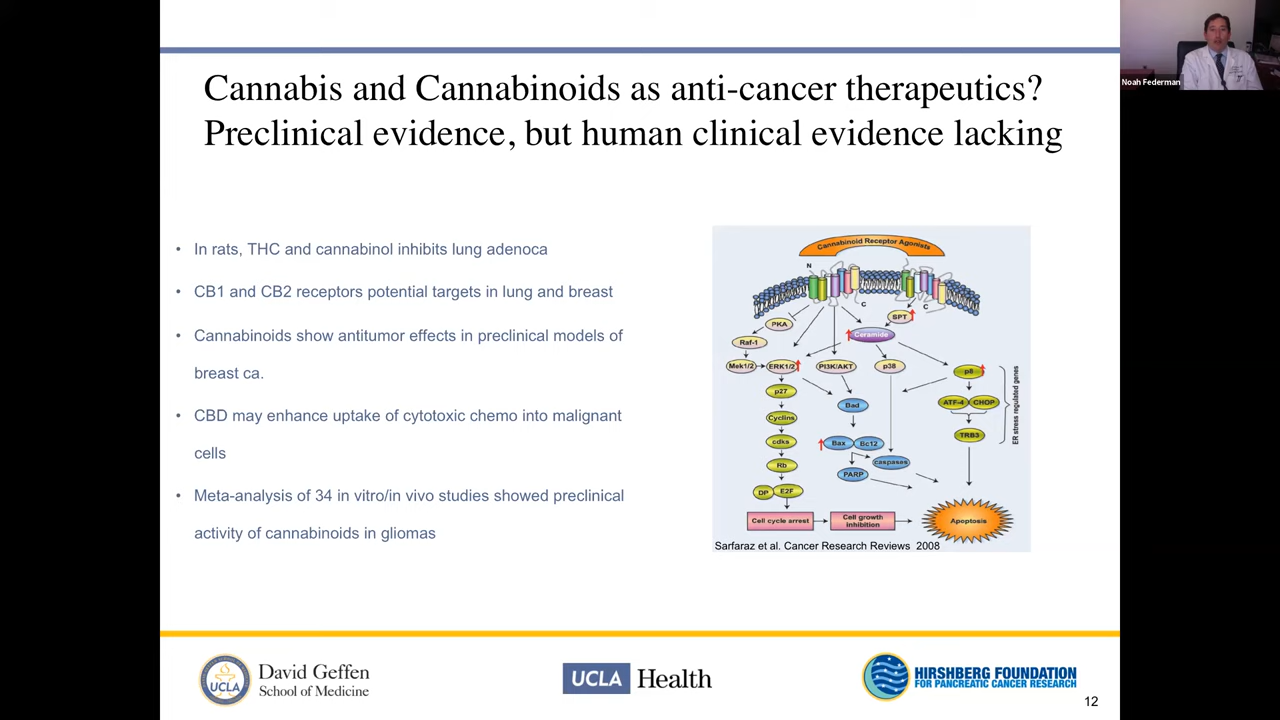 Noah Federman
Cannabis and Cannabinoids as anti-cancer therapeutics?
Preclinical evidence, but human clinical evidence lacking
• In rats, THC and cannabinol inhibits lung adenoca
• CB1 and CB2 receptors potential targets in lung and breast
• Cannabinoids show antitumor effects in preclinical models of
breast ca.
• CBD may enhance uptake of cytotoxic chemo into malignant
cells
• Meta-analysis of 34 in vitro/in vivo studies showed preclinical
activity of cannabinoids in gliomas
Cannabinoid Receptor Agonists
N
C
C
PKA
SPT
Ceramide
Raf-1
Mek1/2
ERK1/2
PI3K/AKT
p38
p8
p27
Bad
ATF-4
CHOP
ER stress regulated genes
Cyclins
cdks
Bax
Bc12
TRB3
Rb
PARP
caspases
DP
E2F
Cell cycle arrest
Cell growth
inhibition
Apoptosis
Sarfaraz et al. Cancer Research Reviews 2008
UCLA
David Geffen
School of Medicine
UCLA Health
HIRSHBERG FOUNDATION
FOR PANCREATIC CANCER RESEARCH
12